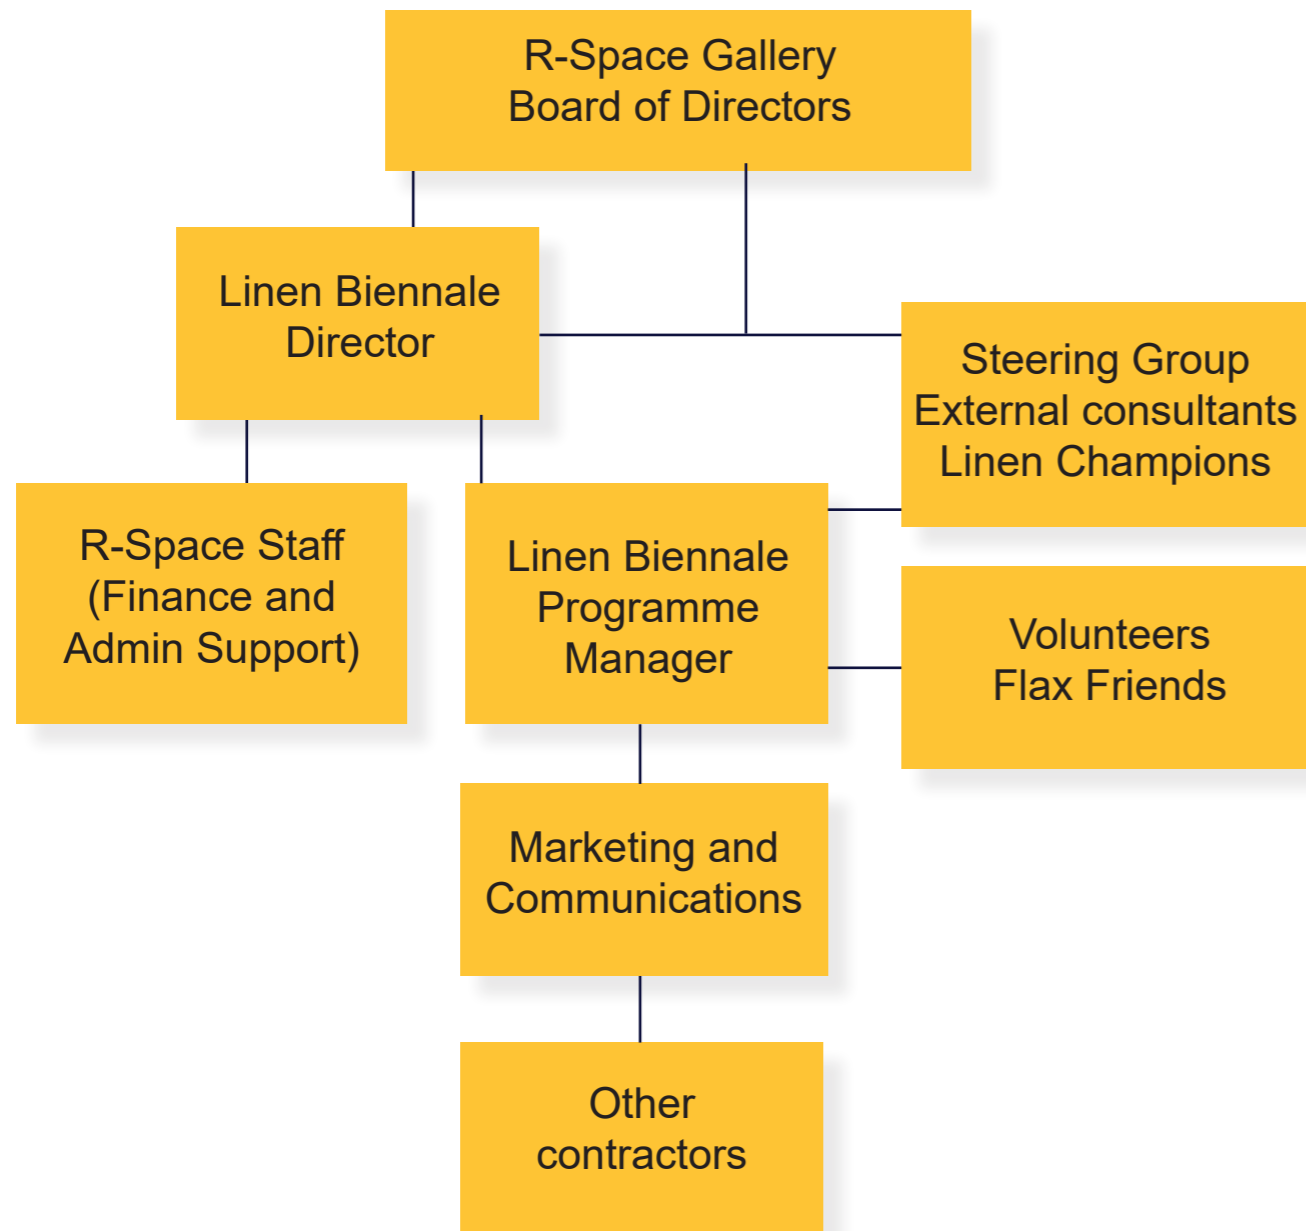 R-Space Gallery
Board of Directors
Linen Biennale
Director
Steering Group
External consultants
Linen Champions
R-Space Staff
(Finance and
Admin Support)
Linen Biennale
Programme
Manager
Volunteers
Flax Friends
Marketing and
Communications
Other
contractors